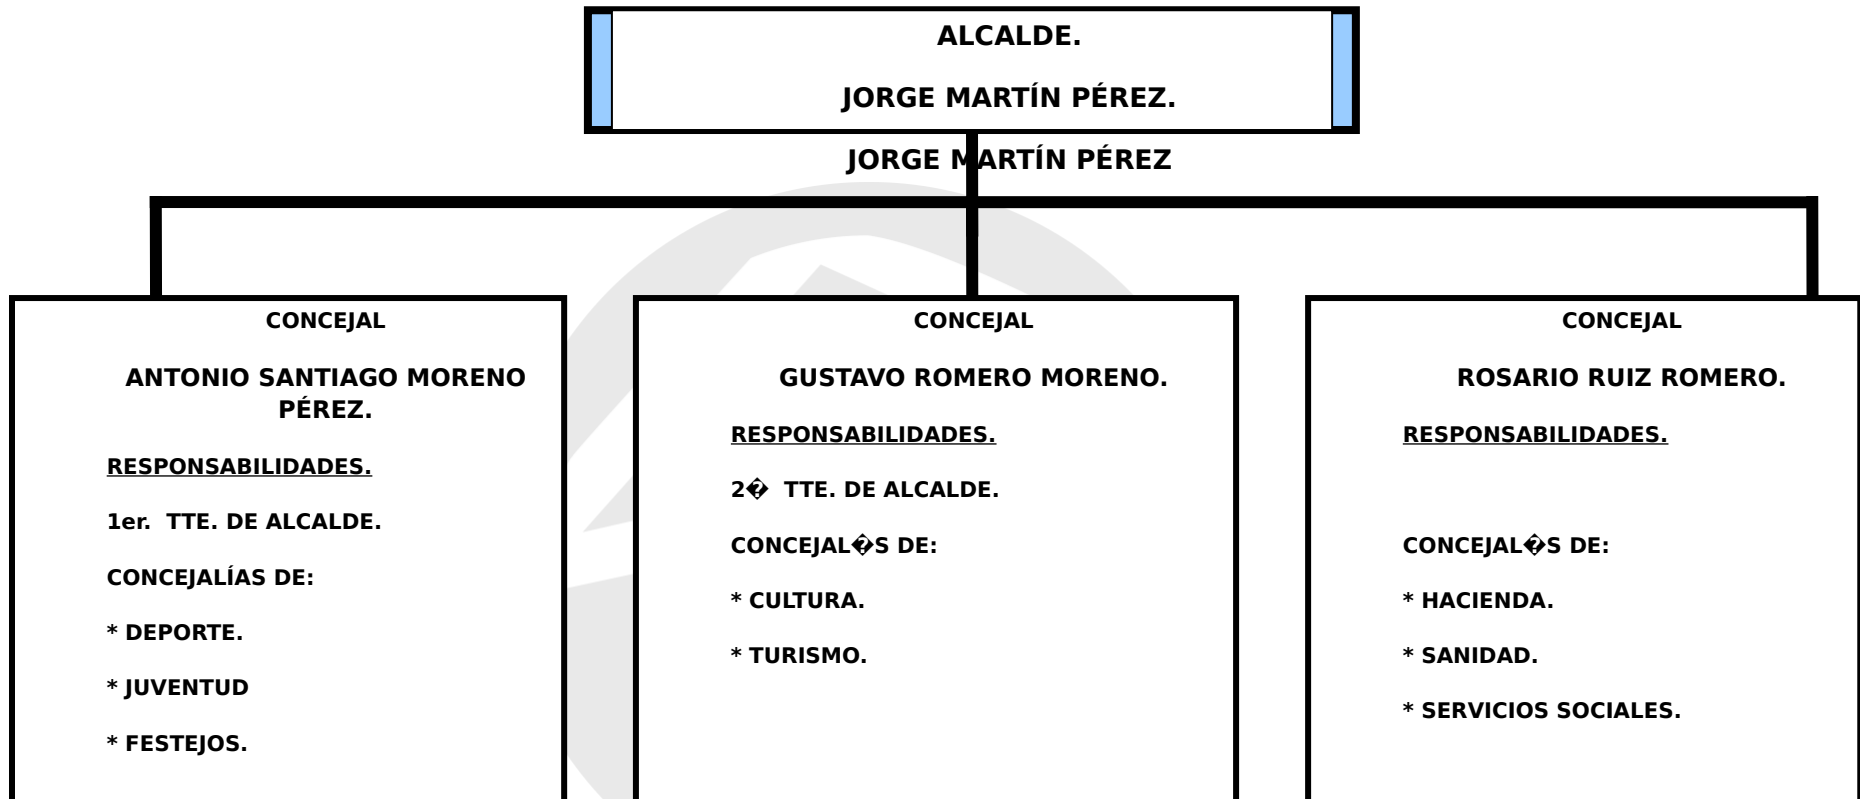 ALCALDE.
JORGE MARTÍN PÉREZ.
JORGE MARTÍN PÉREZ
CONCEJAL
ANTONIO SANTIAGO MORENO
PÉREZ.
RESPONSABILIDADES.
1er. TTE. DE ALCALDE.
CONCEJALÍAS DE:
* DEPORTE.
* JUVENTUD
* FESTEJOS.
CONCEJAL
GUSTAVO ROMERO MORENO.
RESPONSABILIDADES.
2� TTE. DE ALCALDE.
CONCEJAL�S DE:
* CULTURA.
* TURISMO.
CONCEJAL
ROSARIO RUIZ ROMERO.
RESPONSABILIDADES.
CONCEJAL�S DE:
* HACIENDA.
* SANIDAD.
* SERVICIOS SOCIALES.